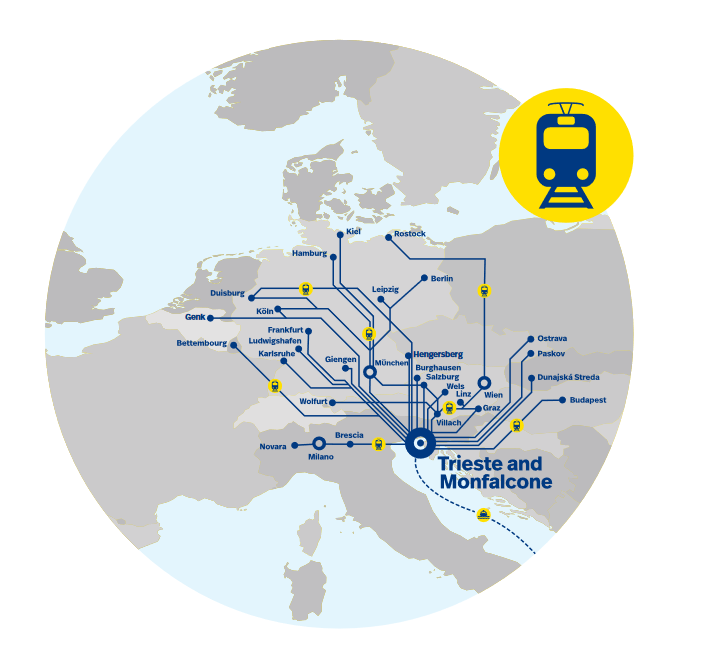 Kiel
Rostock
Hamburg
Berlin
Leipzig
Duisburg
Köln
Genk
Frankfurt
Ludwigshafen
Bettembourg
Karlsruhe
Giengen
München
Hengersberg
Burghausen
Salzburg
Wels
Linz
Wien
Graz
Villach
Wolfurt
Ostrava
Paskov
Dunajská Streda
Budapest
Novara
Milano
Brescia
Trieste and
Monfalcone